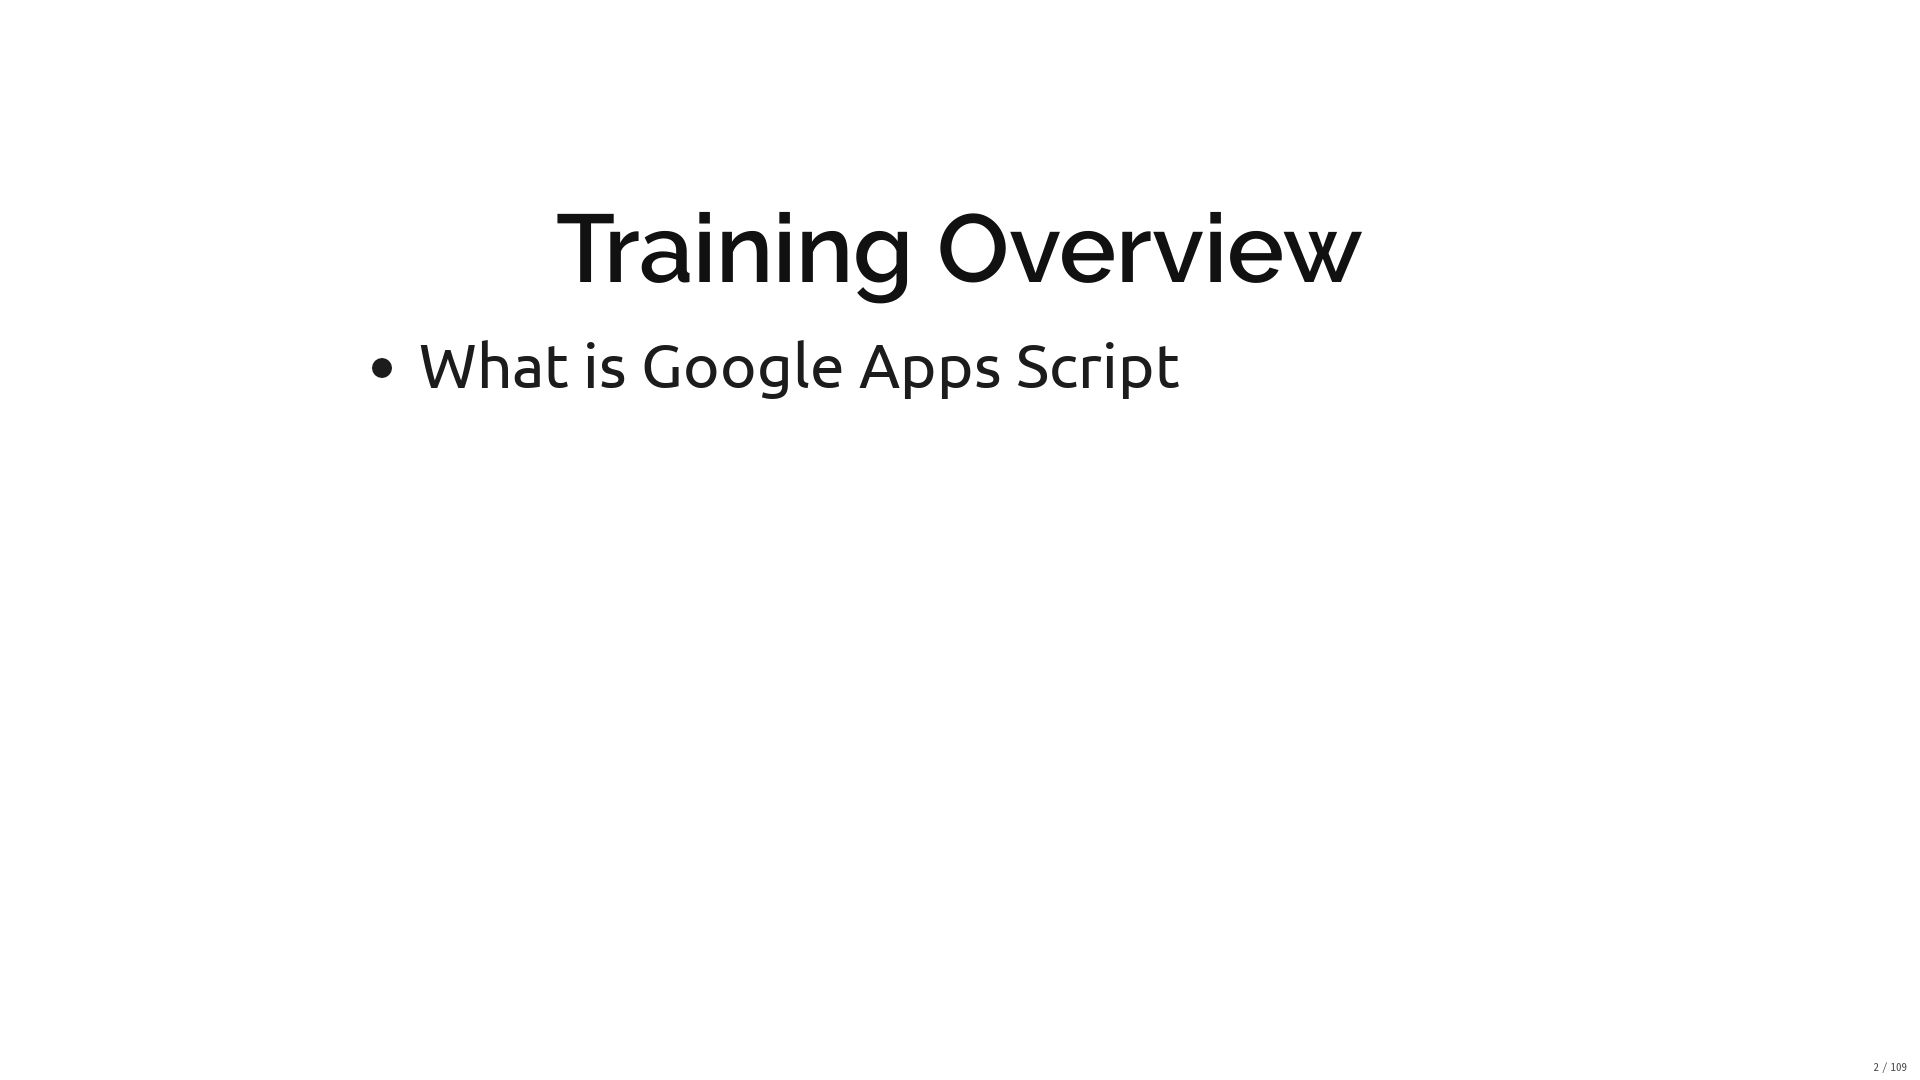 Training Overview
• What is Google Apps Script
2 / 109